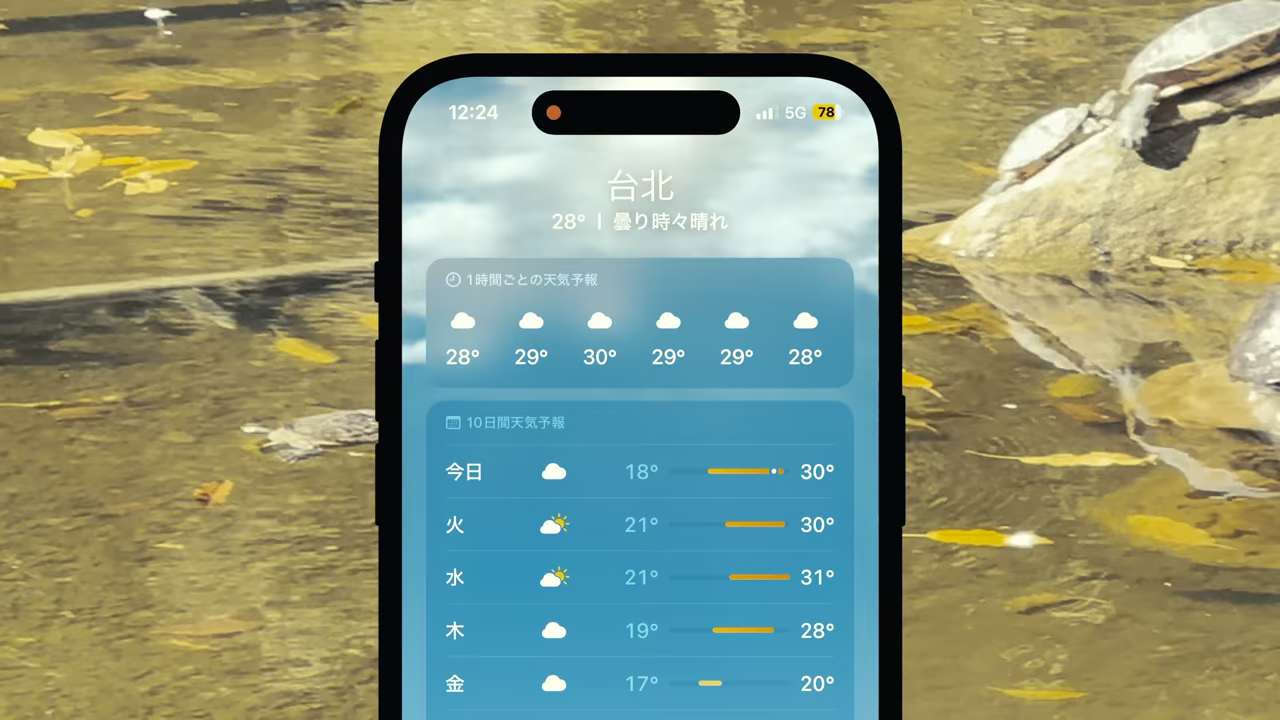 12:24 5G 78
台北
28° | 曇り時々晴れ
1時間ごとの天気予報
28° 29° 30° 29° 29° 28°
10日間天気予報
今日 18° 30°
火 21° 30°
水 21° 31°
木 19° 28°
金 17° 20°